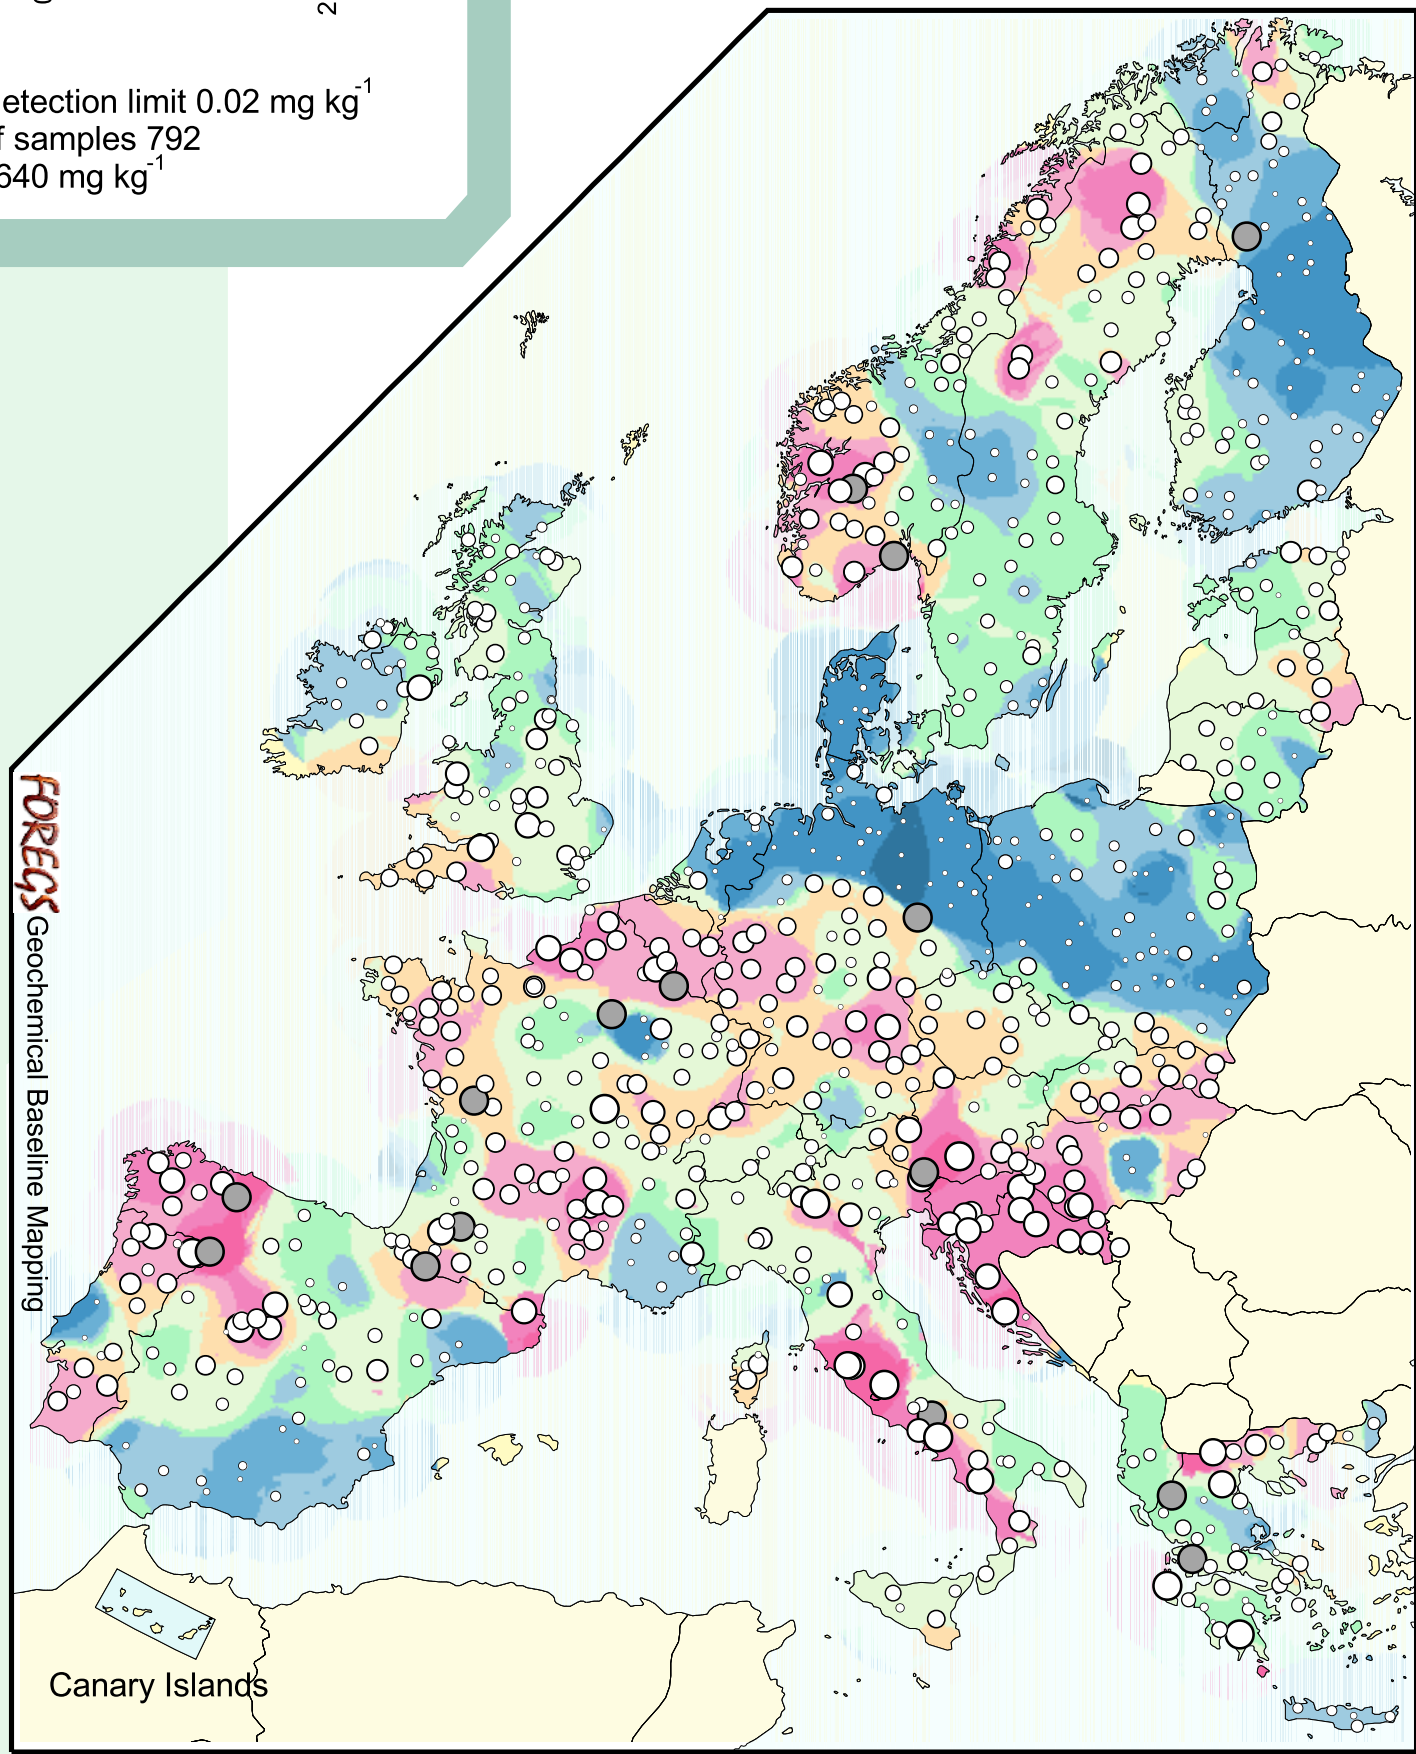 etection limit 0.02 mg kg-1
f samples 792
640 mg kg-1
FOREGS Geochemical Baseline Mapping
Canary Islands